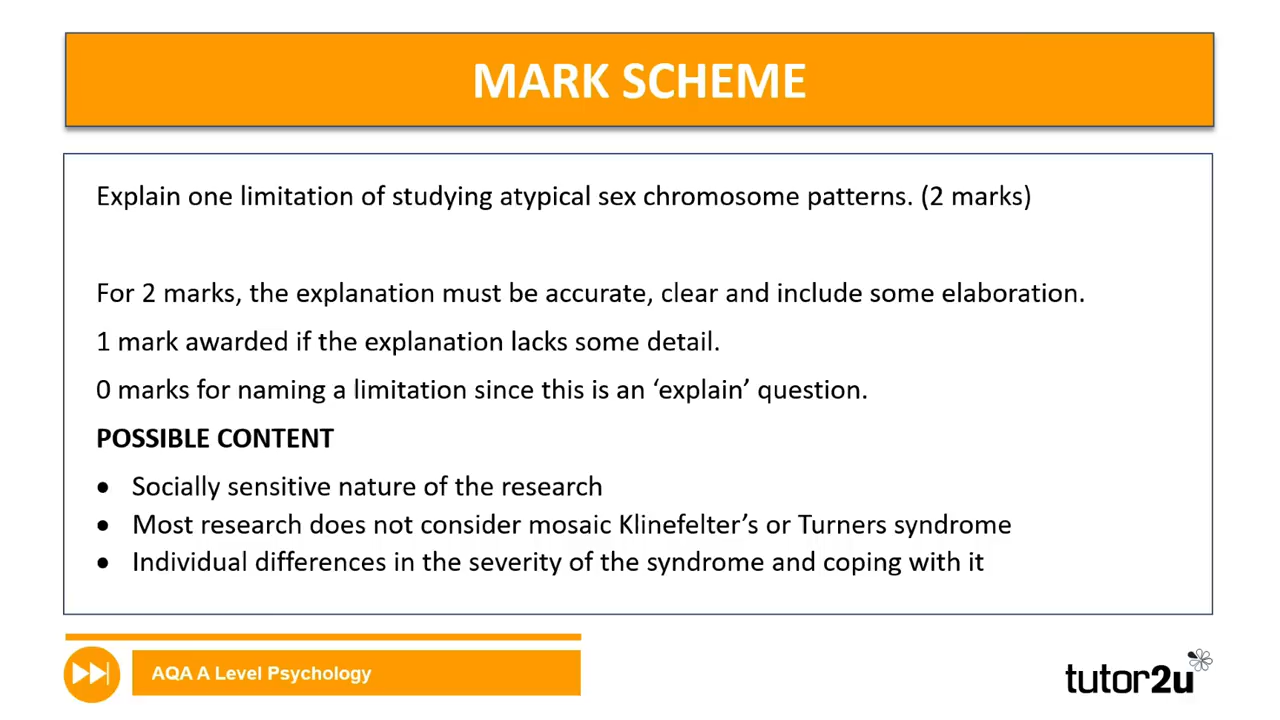 MARK SCHEME
Explain one limitation of studying atypical sex chromosome patterns. (2 marks)
For 2 marks, the explanation must be accurate, clear and include some elaboration.
1 mark awarded if the explanation lacks some detail.
0 marks for naming a limitation since this is an ‘explain’ question.
POSSIBLE CONTENT
• Socially sensitive nature of the research
• Most research does not consider mosaic Klinefelter’s or Turners syndrome
• Individual differences in the severity of the syndrome and coping with it
AQA A Level Psychology
tutor2u